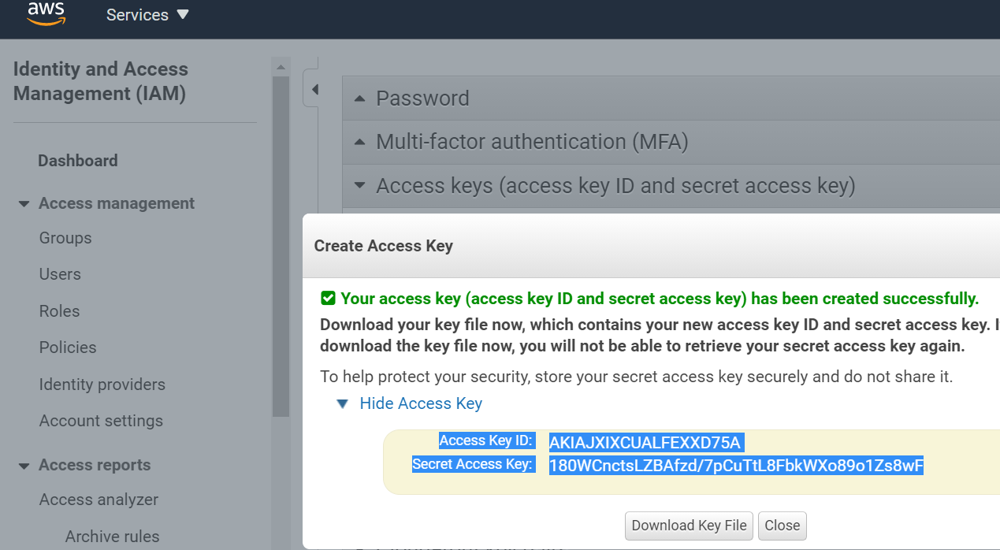 aws
Services
Identity and Access
Management (IAM)
Dashboard
Access management
Groups
Users
Roles
Policies
Identity providers
Account settings
Access reports
Access analyzer
Archive rules
Password
Multi-factor authentication (MFA)
Access keys (access key ID and secret access key)
Create Access Key
Your access key (access key ID and secret access key) has been created successfully.
Download your key file now, which contains your new access key ID and secret access key.
download the key file now, you will not be able to retrieve your secret access key again.
To help protect your security, store your secret access key securely and do not share it.
Hide Access Key
Access Key ID: AKIAJXIXCUALFEXXD75A
Secret Access Key: 180WCnctsLZBAfzd/7pCuTtL8FbkWXo89o1Zs8wF
Download Key File Close